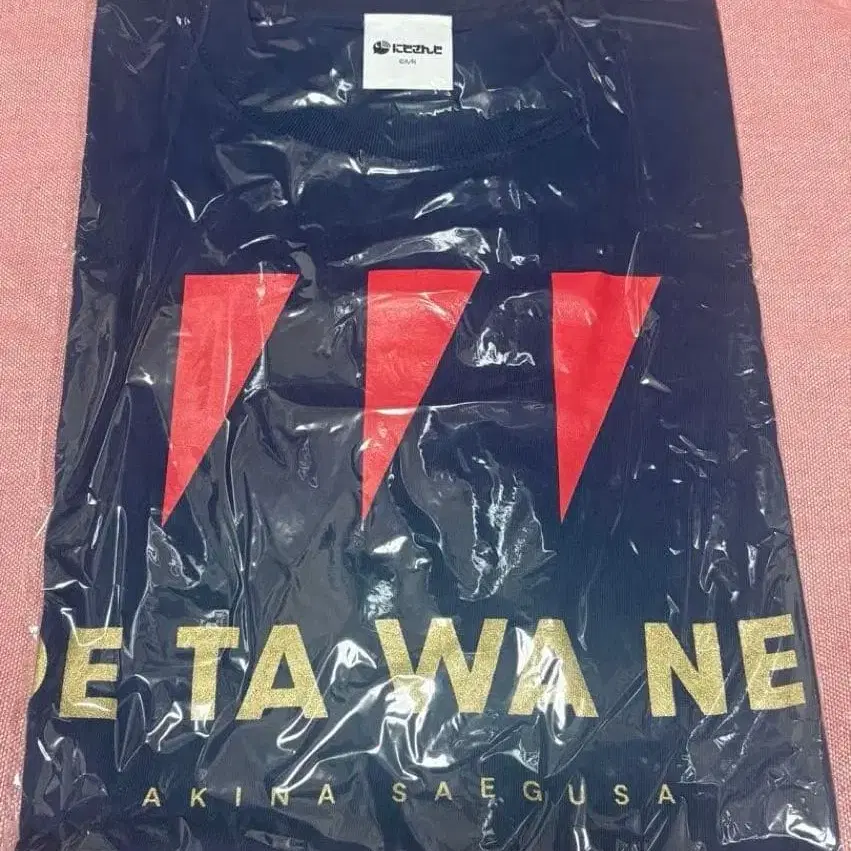 にじさんじ
©A/N
DE TA WA NE
AKINA SAEGUSA